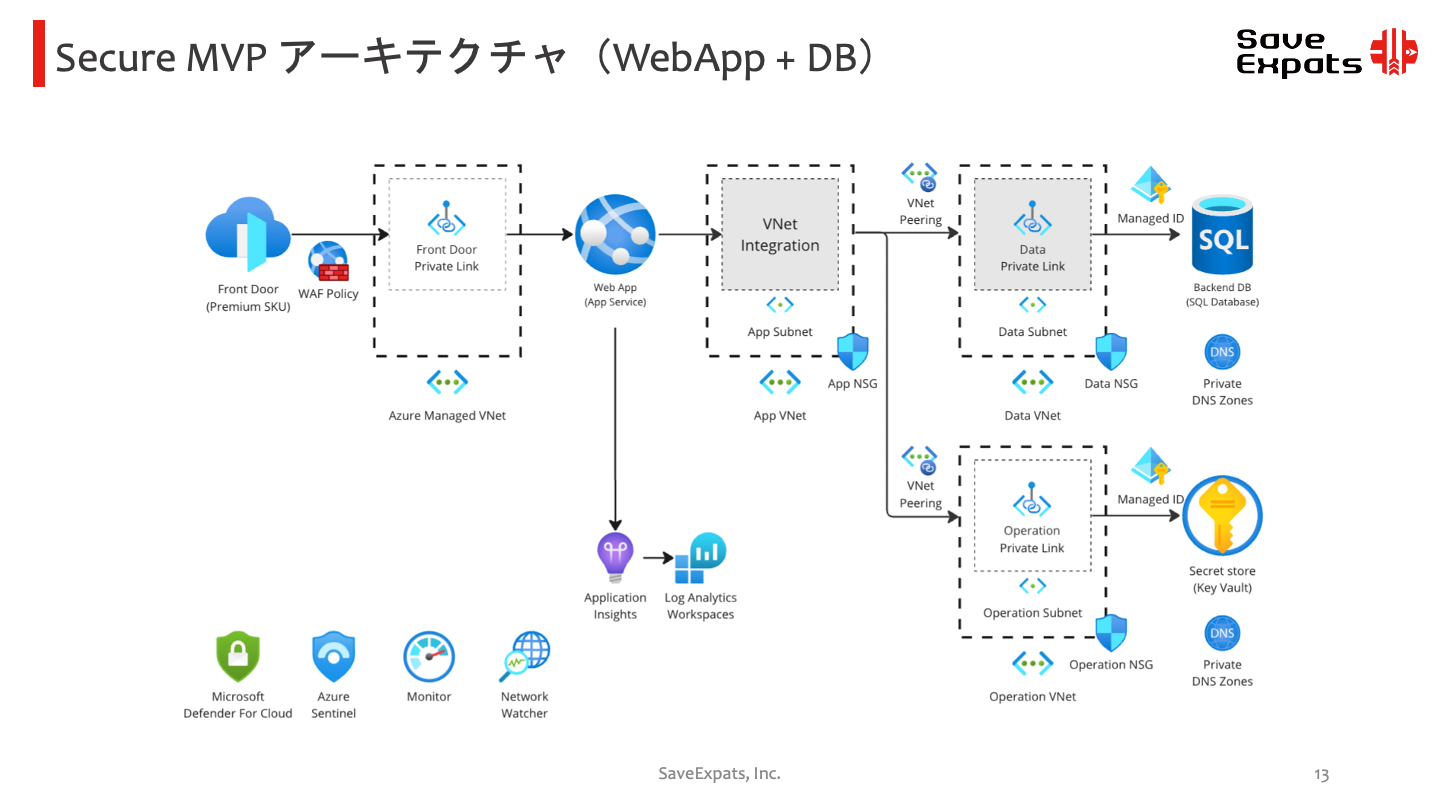 Secure MVP アーキテクチャ（WebApp + DB）
Save
Expats
Front Door
(Premium SKU)
WAF Policy
Front Door
Private Link
Azure Managed VNet
Web App
(App Service)
VNet
Integration
App Subnet
App NSG
App VNet
VNet
Peering
Data
Private Link
Data Subnet
Data NSG
Data VNet
Managed ID
SQL
Backend DB
(SQL Database)
DNS
Private
DNS Zones
VNet
Peering
Operation
Private Link
Operation Subnet
Operation NSG
Operation VNet
Managed ID
Secret store
(Key Vault)
DNS
Private
DNS Zones
Application
Insights
Log Analytics
Workspaces
Microsoft
Defender For Cloud
Azure
Sentinel
Monitor
Network
Watcher
SaveExpats, Inc.
13